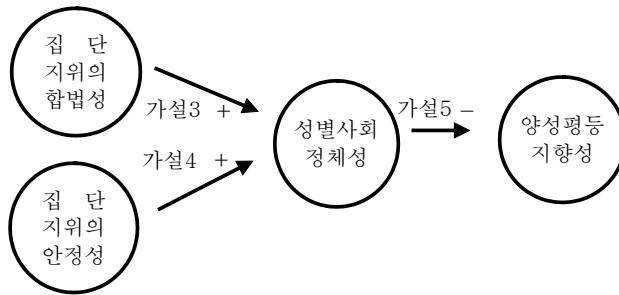 집 단
지위의
합법성
가설3 +
가설4 +
집 단
지위의
안정성
성별사회
정체성
가설5 –
양성평등
지향성